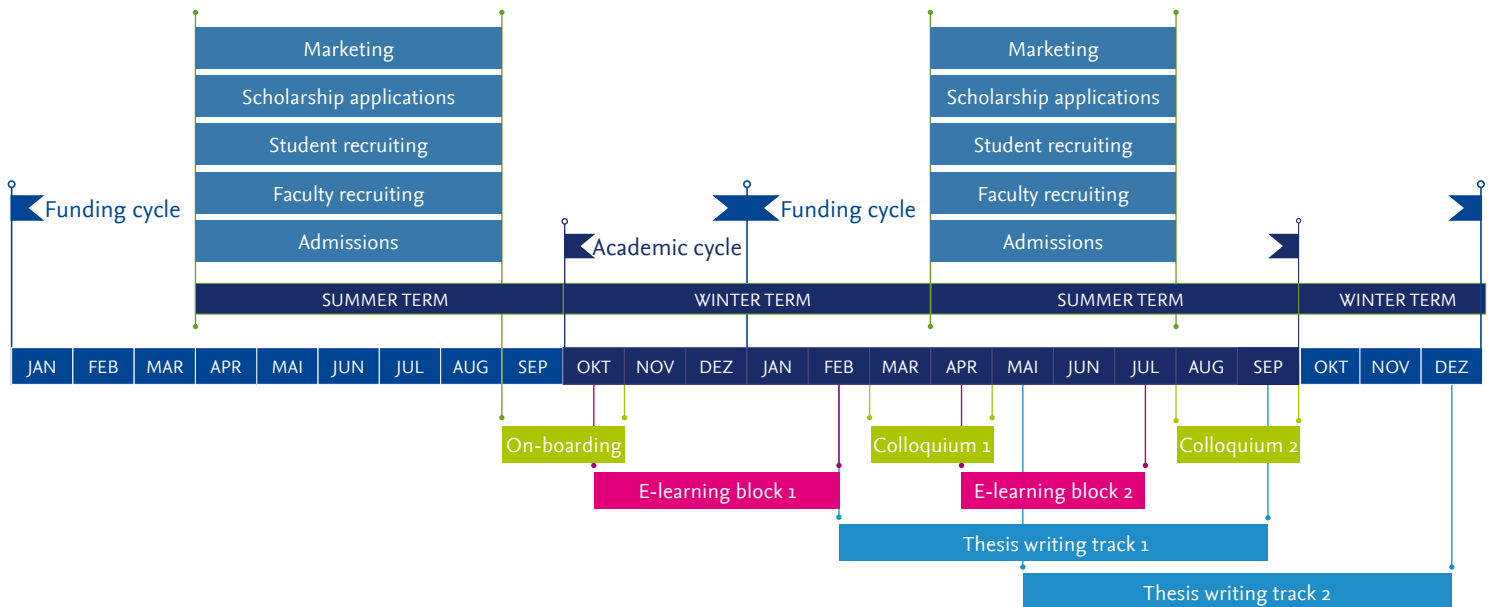 Marketing
Scholarship applications
Student recruiting
Faculty recruiting
Admissions
Marketing
Scholarship applications
Student recruiting
Faculty recruiting
Admissions
Funding cycle
Academic cycle
Funding cycle
SUMMER TERM
WINTER TERM
SUMMER TERM
WINTER TERM
JAN FEB MAR APR MAI JUN JUL AUG SEP OKT NOV DEZ JAN FEB MAR APR MAI JUN JUL AUG SEP OKT NOV DEZ
On-boarding
Colloquium 1
Colloquium 2
E-learning block 1
E-learning block 2
Thesis writing track 1
Thesis writing track 2